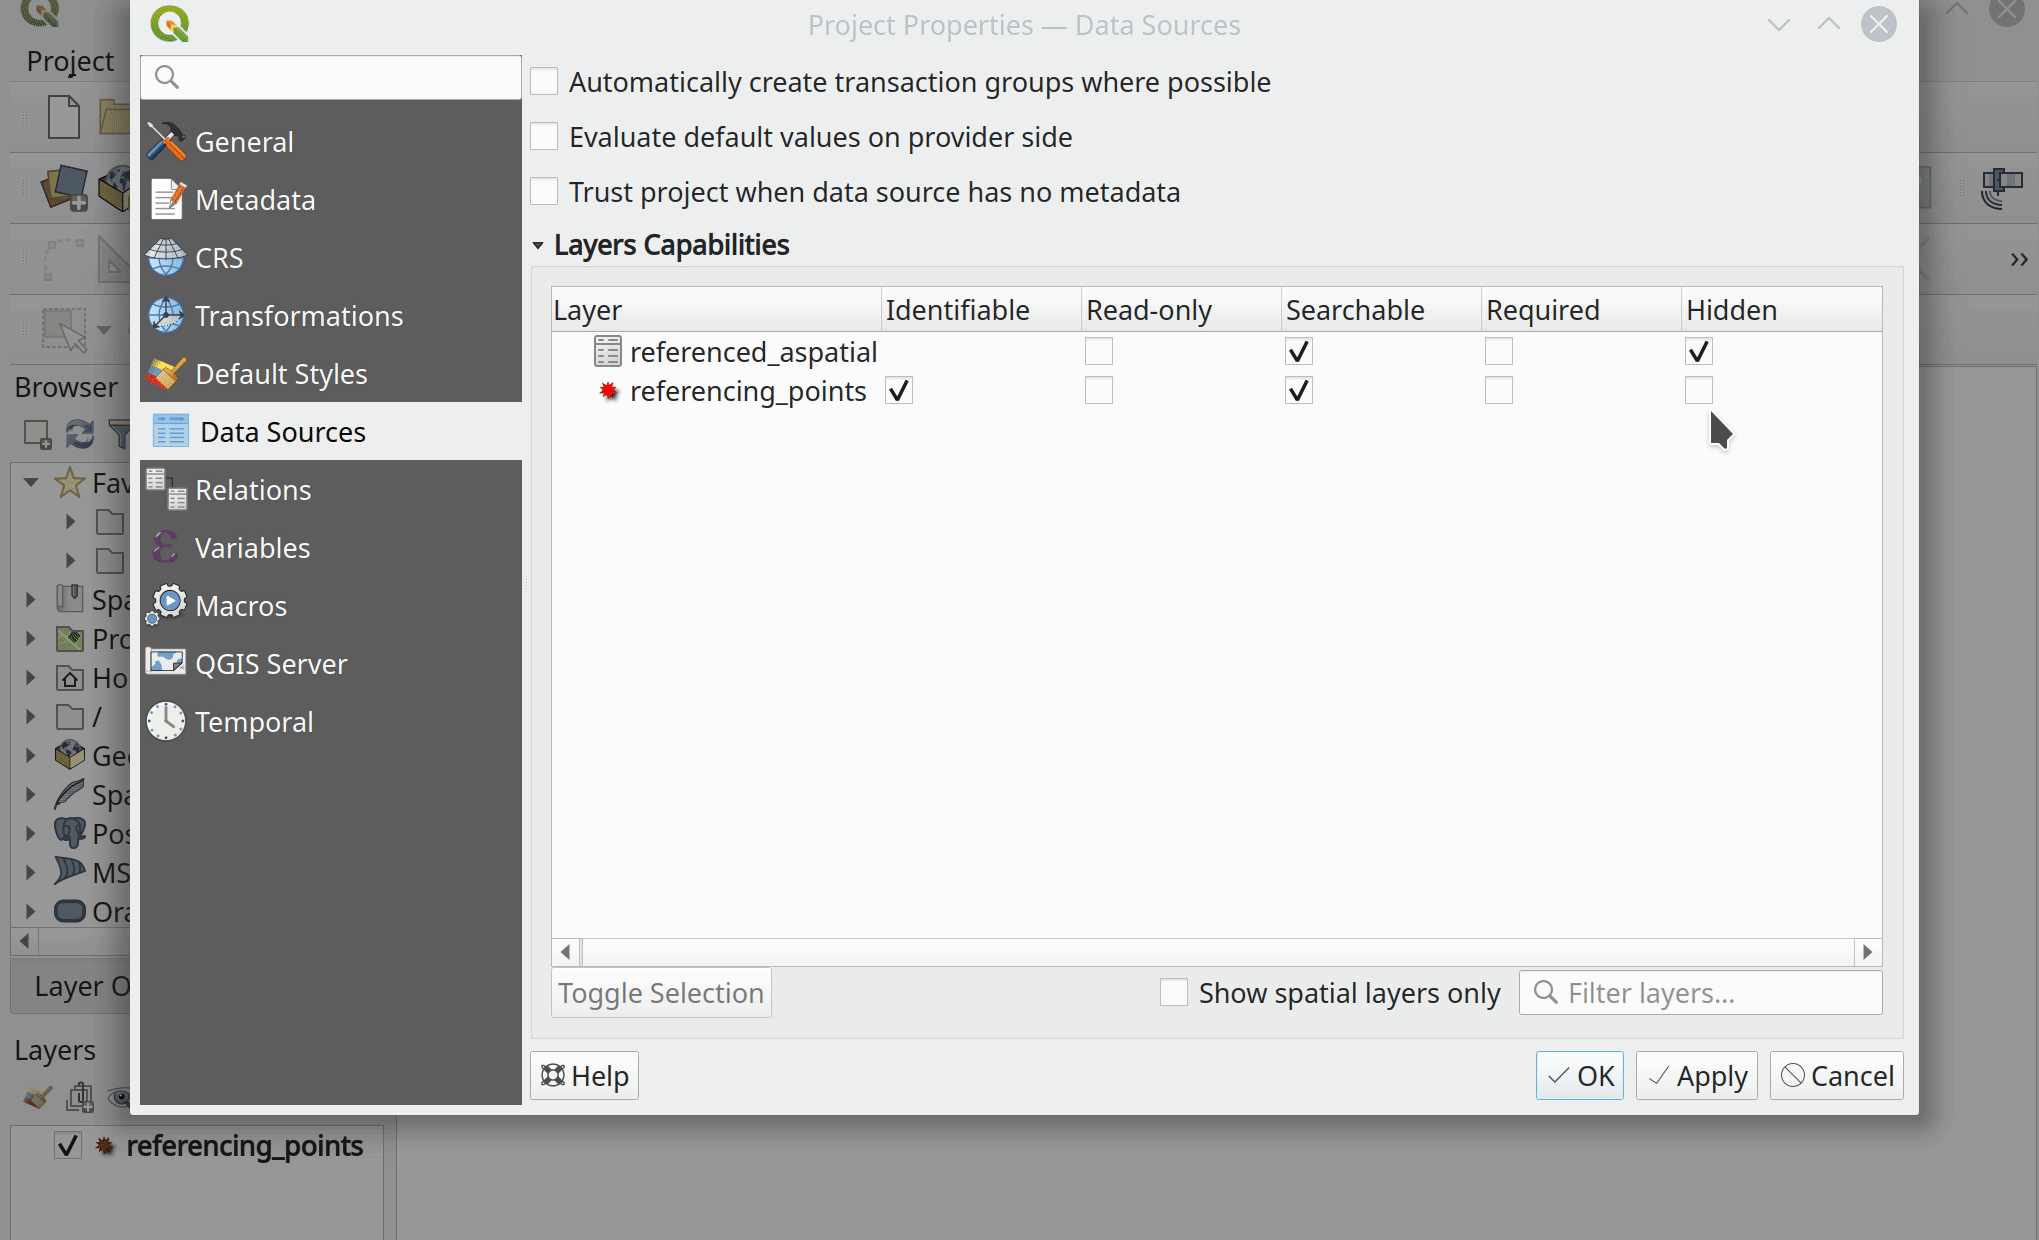 Project Properties — Data Sources
Project
Automatically create transaction groups where possible
Evaluate default values on provider side
Trust project when data source has no metadata
General
Metadata
CRS
Transformations
Default Styles
Data Sources
Relations
Variables
Macros
QGIS Server
Temporal
Layers Capabilities
Layer Identifiable Read-only Searchable Required Hidden
referenced_aspatial
referencing_points
Toggle Selection Show spatial layers only Filter layers...
Help OK Apply Cancel
Browser
Fav
Spa
Pro
Ho
/
Geo
Spa
Pos
MS
Ora
Layer O
Layers
referencing_points